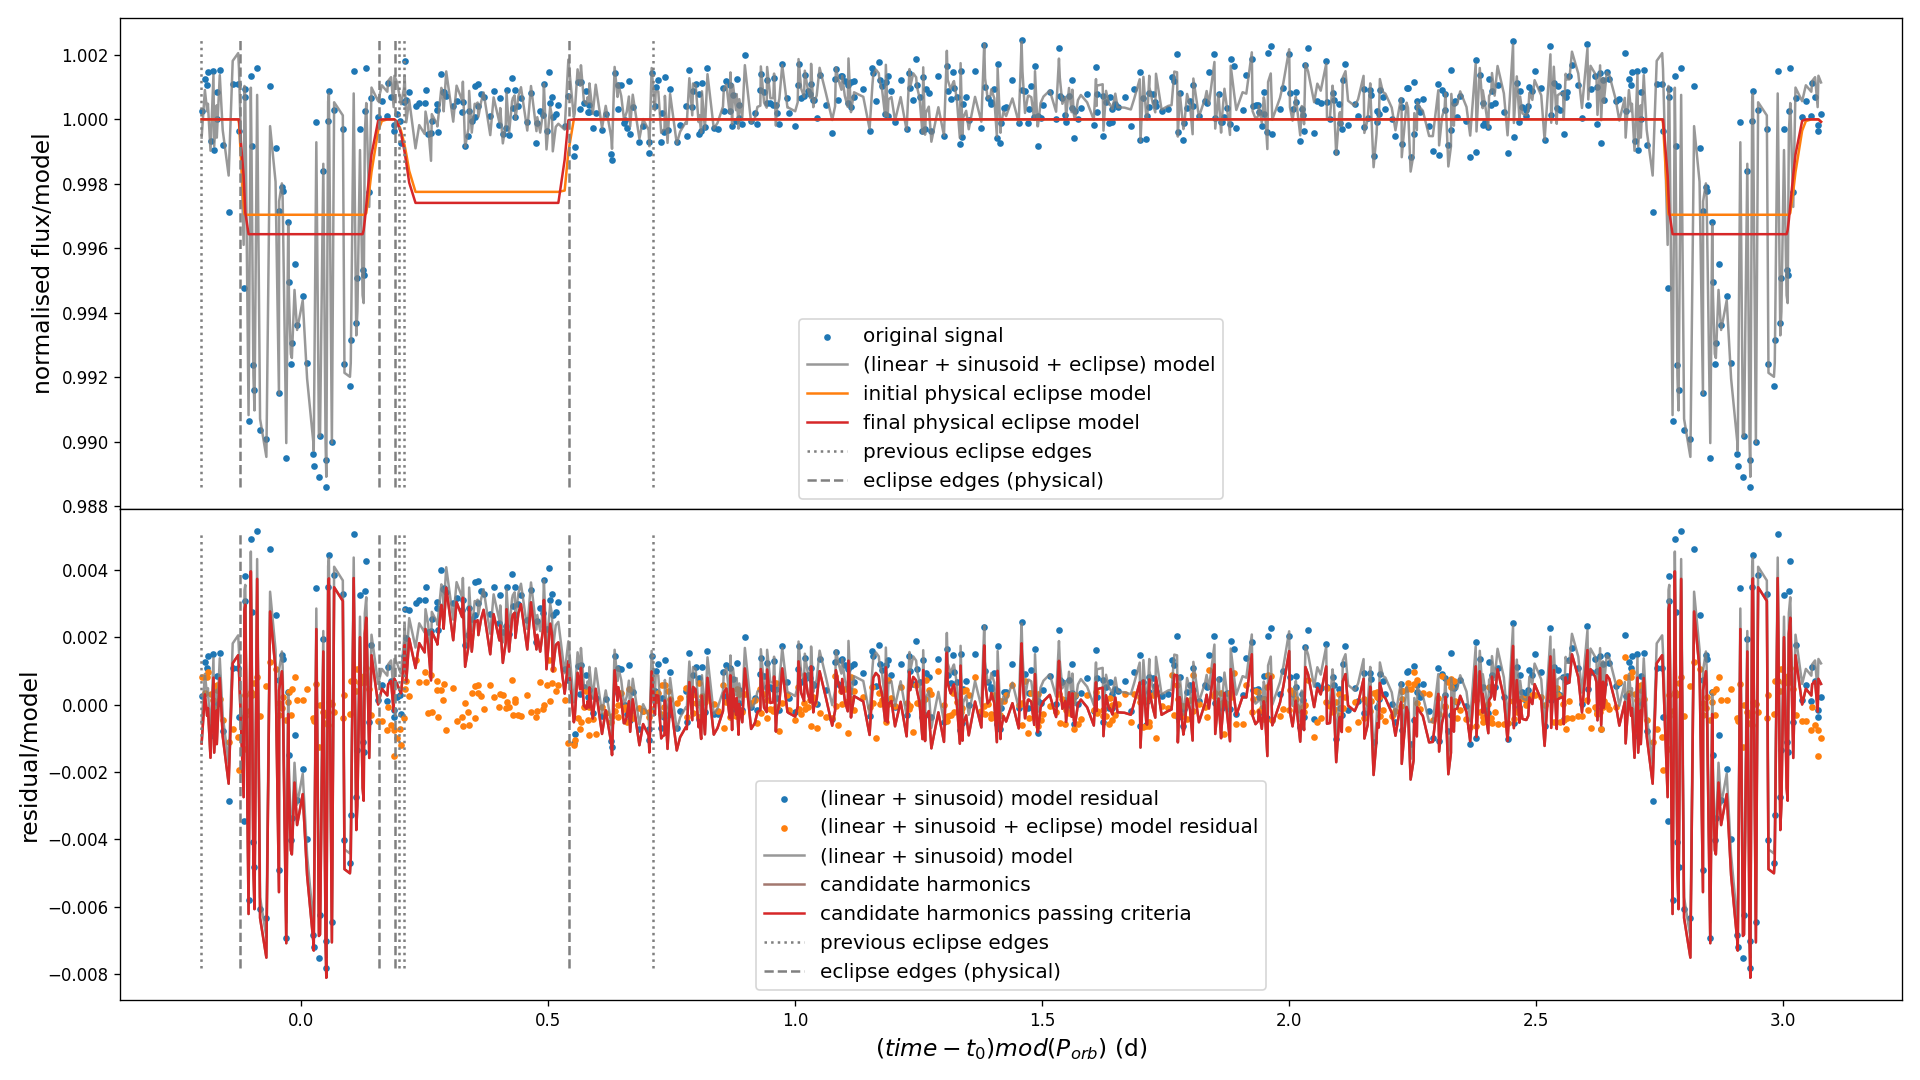 normalised flux/model
1.002
1.000
0.998
0.996
0.994
0.992
0.990
0.988
original signal
(linear + sinusoid + eclipse) model
initial physical eclipse model
final physical eclipse model
previous eclipse edges
eclipse edges (physical)
residual/model
0.004
0.002
0.000
−0.002
−0.004
−0.006
−0.008
(linear + sinusoid) model residual
(linear + sinusoid + eclipse) model residual
(linear + sinusoid) model
candidate harmonics
candidate harmonics passing criteria
previous eclipse edges
eclipse edges (physical)
0.0 0.5 1.0 1.5 2.0 2.5 3.0
(time − t₀)mod(P_orb) (d)